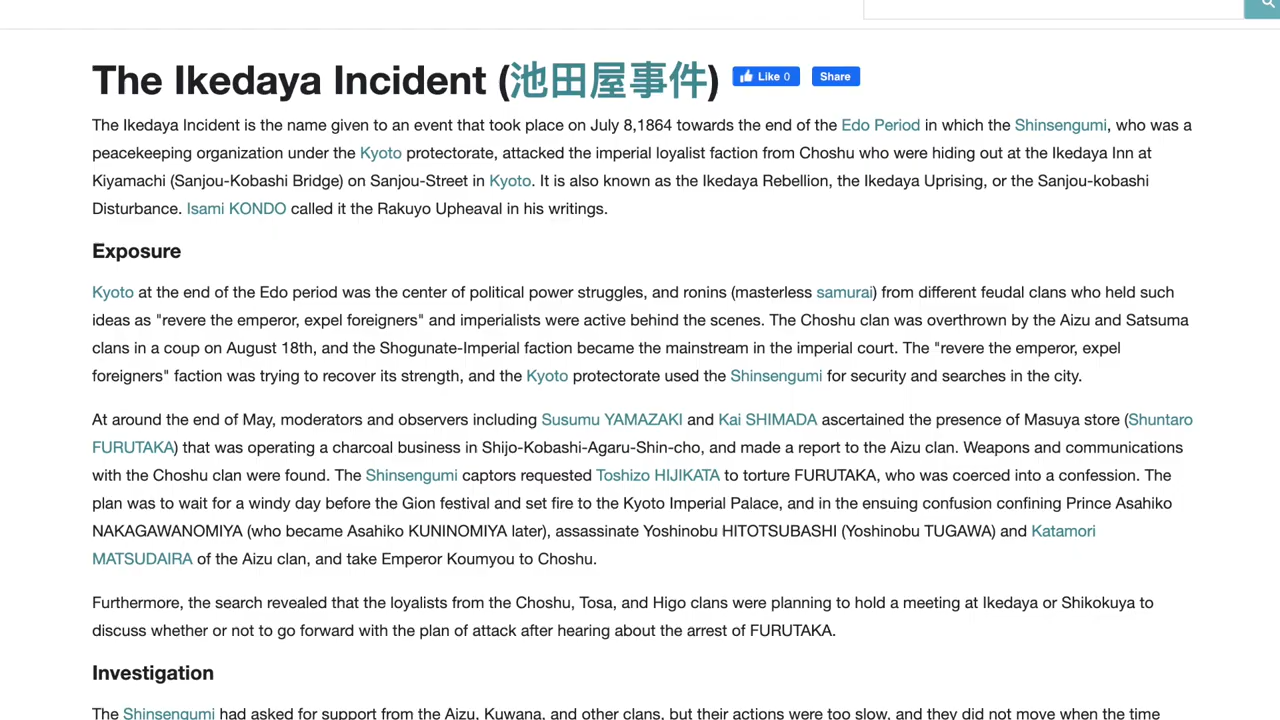 The Ikedaya Incident (池田屋事件) Like 0 Share
The Ikedaya Incident is the name given to an event that took place on July 8,1864 towards the end of the Edo Period in which the Shinsengumi, who was a
peacekeeping organization under the Kyoto protectorate, attacked the imperial loyalist faction from Choshu who were hiding out at the Ikedaya Inn at
Kiyamachi (Sanjou-Kobashi Bridge) on Sanjou-Street in Kyoto. It is also known as the Ikedaya Rebellion, the Ikedaya Uprising, or the Sanjou-kobashi
Disturbance. Isami KONDO called it the Rakuyo Upheaval in his writings.
Exposure
Kyoto at the end of the Edo period was the center of political power struggles, and ronins (masterless samurai) from different feudal clans who held such
ideas as "revere the emperor, expel foreigners" and imperialists were active behind the scenes. The Choshu clan was overthrown by the Aizu and Satsuma
clans in a coup on August 18th, and the Shogunate-Imperial faction became the mainstream in the imperial court. The "revere the emperor, expel
foreigners" faction was trying to recover its strength, and the Kyoto protectorate used the Shinsengumi for security and searches in the city.
At around the end of May, moderators and observers including Susumu YAMAZAKI and Kai SHIMADA ascertained the presence of Masuya store (Shuntaro
FURUTAKA) that was operating a charcoal business in Shijo-Kobashi-Agaru-Shin-cho, and made a report to the Aizu clan. Weapons and communications
with the Choshu clan were found. The Shinsengumi captors requested Toshizo HIJIKATA to torture FURUTAKA, who was coerced into a confession. The
plan was to wait for a windy day before the Gion festival and set fire to the Kyoto Imperial Palace, and in the ensuing confusion confining Prince Asahiko
NAKAGAWANOMIYA (who became Asahiko KUNINOMIYA later), assassinate Yoshinobu HITOTSUBASHI (Yoshinobu TUGAWA) and Katamori
MATSUDAIRA of the Aizu clan, and take Emperor Koumyou to Choshu.
Furthermore, the search revealed that the loyalists from the Choshu, Tosa, and Higo clans were planning to hold a meeting at Ikedaya or Shikokuya to
discuss whether or not to go forward with the plan of attack after hearing about the arrest of FURUTAKA.
Investigation
The Shinsengumi had asked for support from the Aizu, Kuwana, and other clans, but their actions were too slow, and they did not move when the time